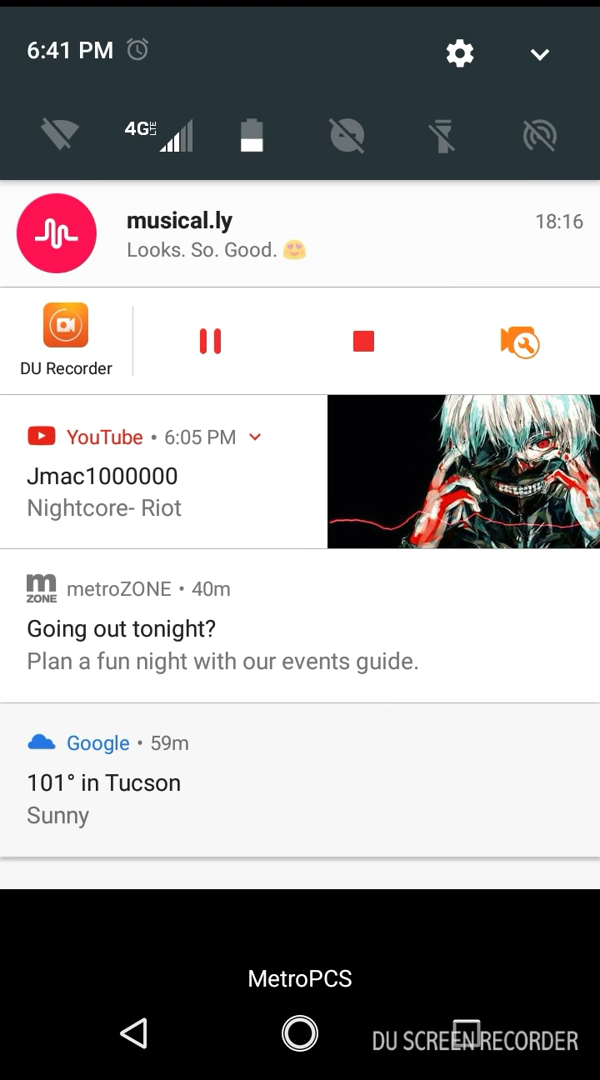 6:41 PM
4G LTE
musical.ly
18:16
Looks. So. Good. 😍
DU Recorder
YouTube • 6:05 PM
Jmac1000000
Nightcore- Riot
m ZONE
metroZONE • 40m
Going out tonight?
Plan a fun night with our events guide.
Google • 59m
101° in Tucson
Sunny
MetroPCS
DU SCREEN RECORDER